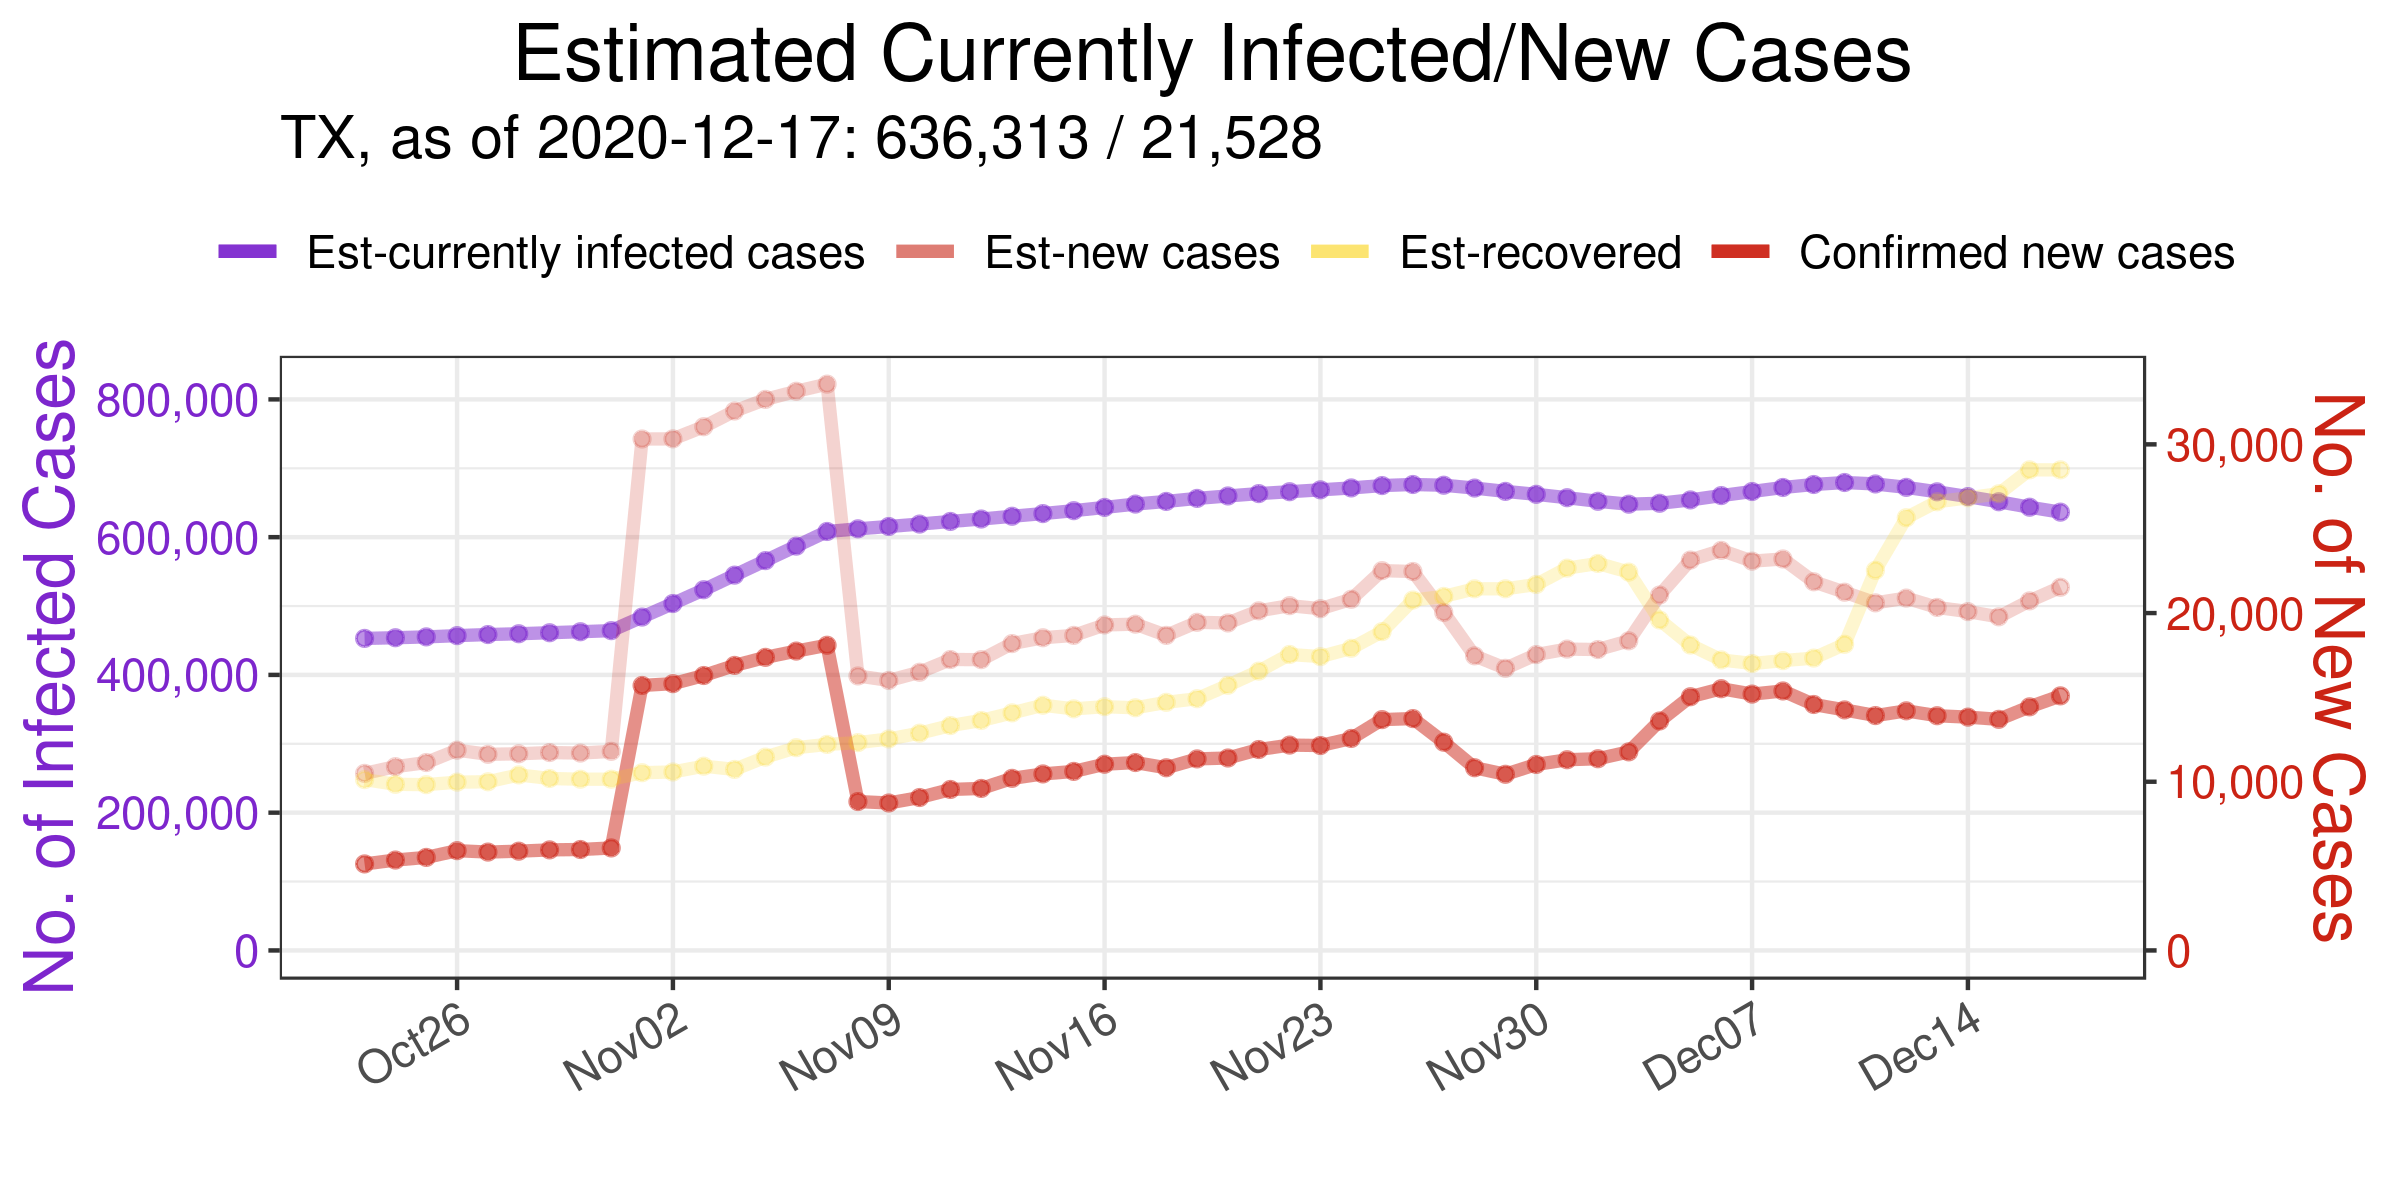 Estimated Currently Infected/New Cases
TX, as of 2020-12-17: 636,313 / 21,528
Est-currently infected cases Est-new cases Est-recovered Confirmed new cases
No. of Infected Cases
800,000
600,000
400,000
200,000
0
30,000
20,000
10,000
0
No. of New Cases
Oct26 Nov02 Nov09 Nov16 Nov23 Nov30 Dec07 Dec14